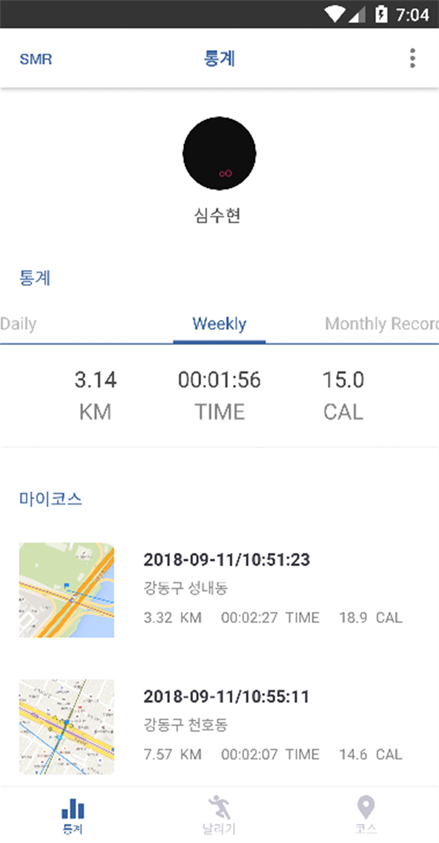 7:04
SMR 통계
심수현
통계
Daily Weekly Monthly Record
3.14 00:01:56 15.0
KM TIME CAL
마이코스
2018-09-11/10:51:23
강동구 성내동
3.32 KM 00:02:27 TIME 18.9 CAL
2018-09-11/10:55:11
강동구 천호동
7.57 KM 00:02:07 TIME 14.6 CAL
통계 날리기 코스